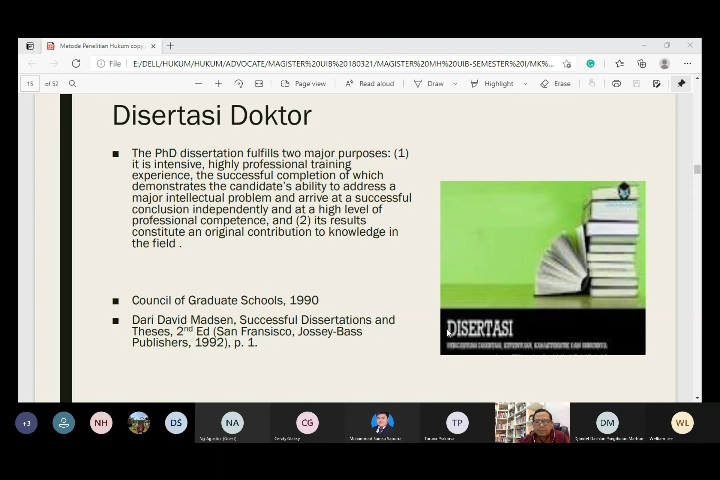 Metode Penelitian Hukum copy.p
15 of 52
File E:/DELL/HUKUM/HUKUM/ADVOCATE/MAGISTER%20UIB%20180321/MAGISTER%20MH%20UIB-SEMESTER%20I/MK%...
Page view
Read aloud
Draw
Highlight
Erase
Disertasi Doktor
The PhD dissertation fulfills two major purposes: (1)
it is intensive, highly professional training
experience, the successful completion of which
demonstrates the candidate's ability to address a
major intellectual problem and arrive at a successful
conclusion independently and at a high level of
professional competence, and (2) its results
constitute an original contribution to knowledge in
the field .
Council of Graduate Schools, 1990
Dari David Madsen, Successful Dissertations and
Theses, 2nd Ed (San Fransisco, Jossey-Bass
Publishers, 1992), p. 1.
DISERTASI
+3
NH
DS
NA
CG
TP
DM
WL